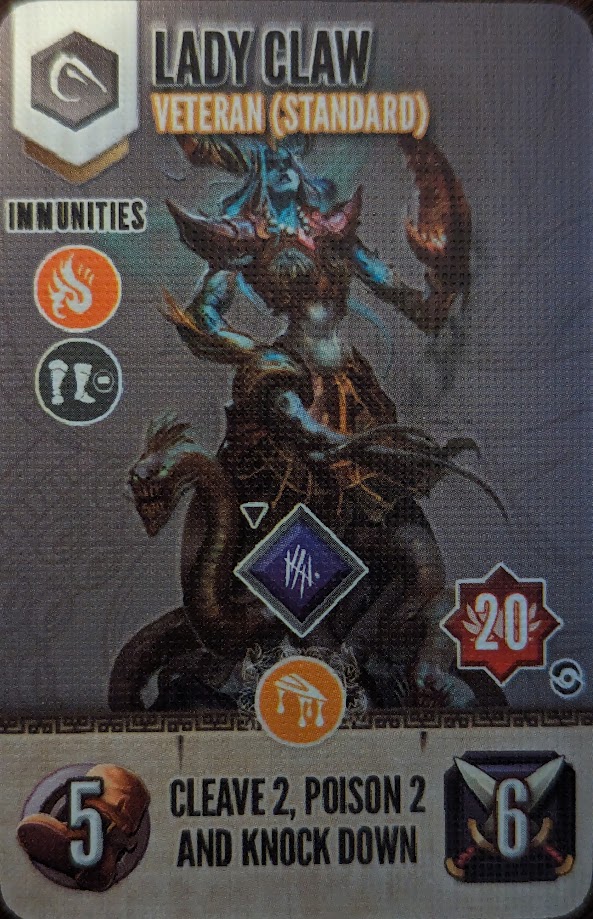 LADY CLAW
VETERAN (STANDARD)
IMMUNITIES
20
5
CLEAVE 2, POISON 2
AND KNOCK DOWN
6